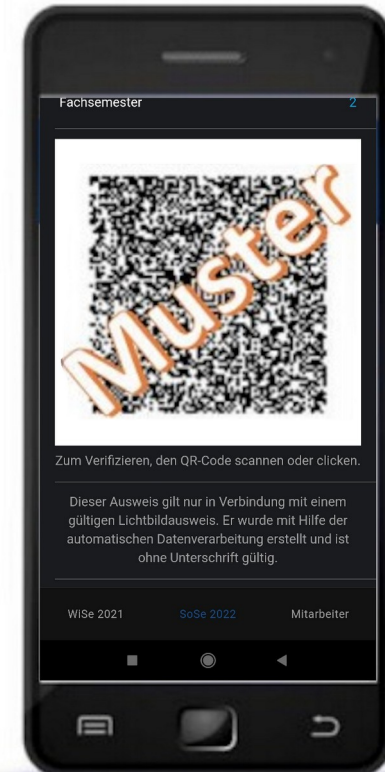 Fachsemester 2
Muster
Zum Verifizieren, den QR-Code scannen oder clicken.
Dieser Ausweis gilt nur in Verbindung mit einem
gültigen Lichtbildausweis. Er wurde mit Hilfe der
automatischen Datenverarbeitung erstellt und ist
ohne Unterschrift gültig.
WiSe 2021 SoSe 2022 Mitarbeiter